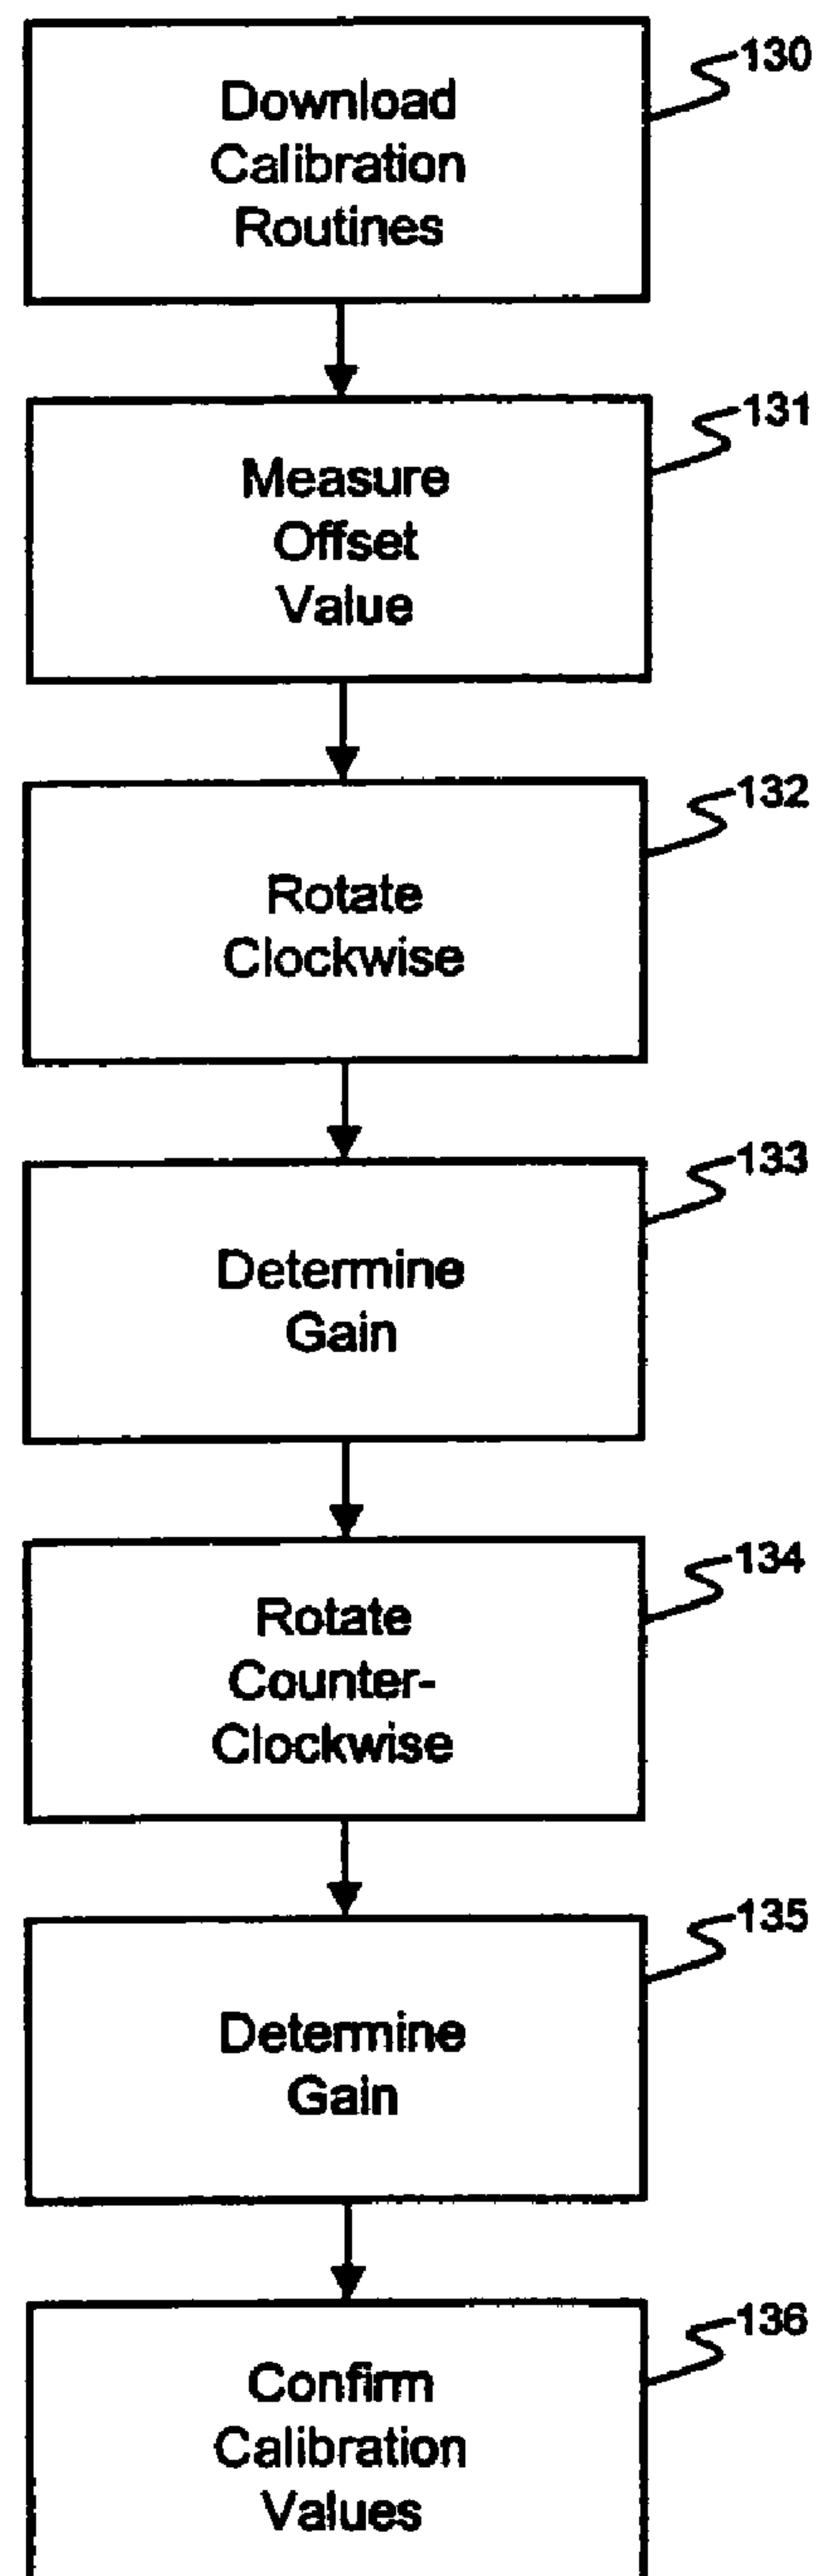 130
Download
Calibration
Routines
131
Measure
Offset
Value
132
Rotate
Clockwise
133
Determine
Gain
134
Rotate
Counter-
Clockwise
135
Determine
Gain
136
Confirm
Calibration
Values